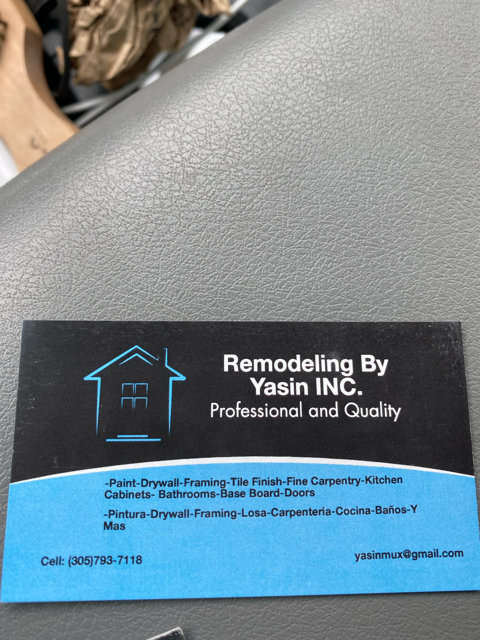 Remodeling By
Yasin INC.
Professional and Quality
-Paint-Drywall-Framing-Tile Finish-Fine Carpentry-Kitchen
Cabinets- Bathrooms-Base Board-Doors
-Pintura-Drywall-Framing-Losa-Carpenteria-Cocina-Baños-Y
Mas
Cell: (305)793-7118
yasinmux@gmail.com